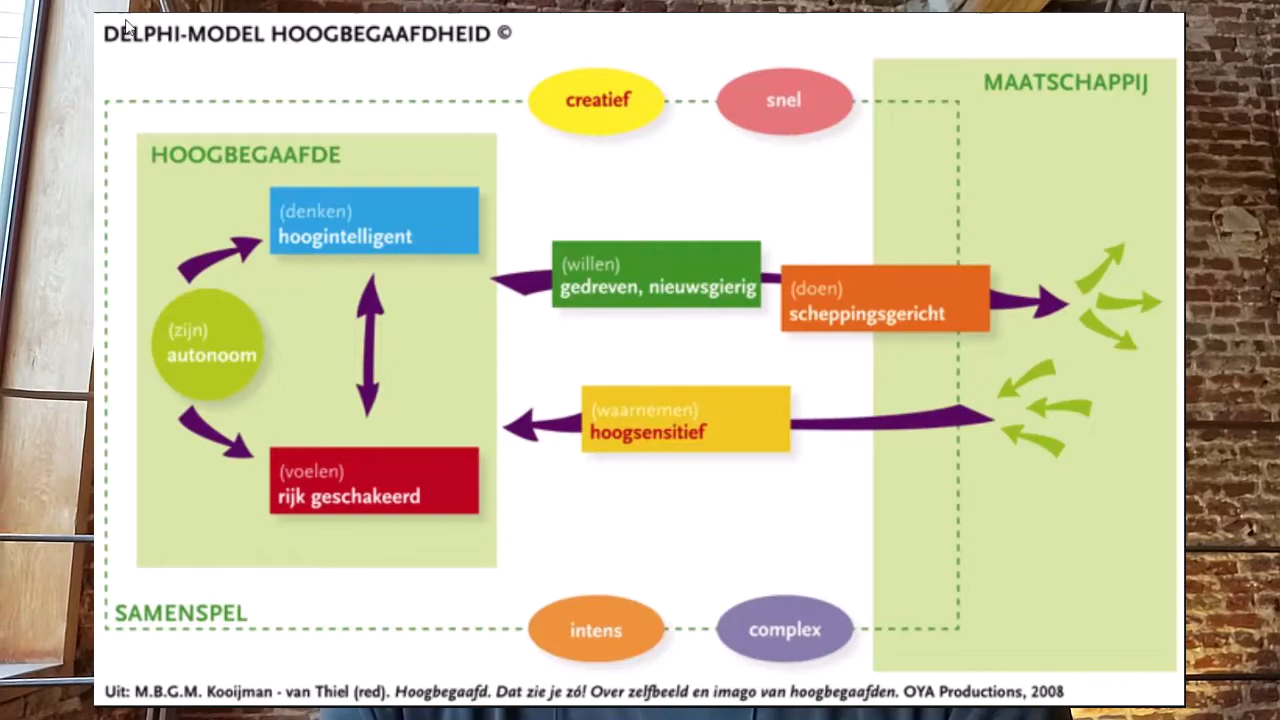 DELPHI-MODEL HOOGBEGAAFDHEID ©
creatief
snel
MAATSCHAPPIJ
HOOGBEGAAFDE
(denken)
hoogintelligent
(willen)
gedreven, nieuwsgierig
(doen)
scheppingsgericht
(zijn)
autonoom
(waarnemen)
hoogsensitief
(voelen)
rijk geschakeerd
SAMENSPEL
intens
complex
Uit: M.B.G.M. Kooijman - van Thiel (red). Hoogbegaafd. Dat zie je zó! Over zelfbeeld en imago van hoogbegaafden. OYA Productions, 2008